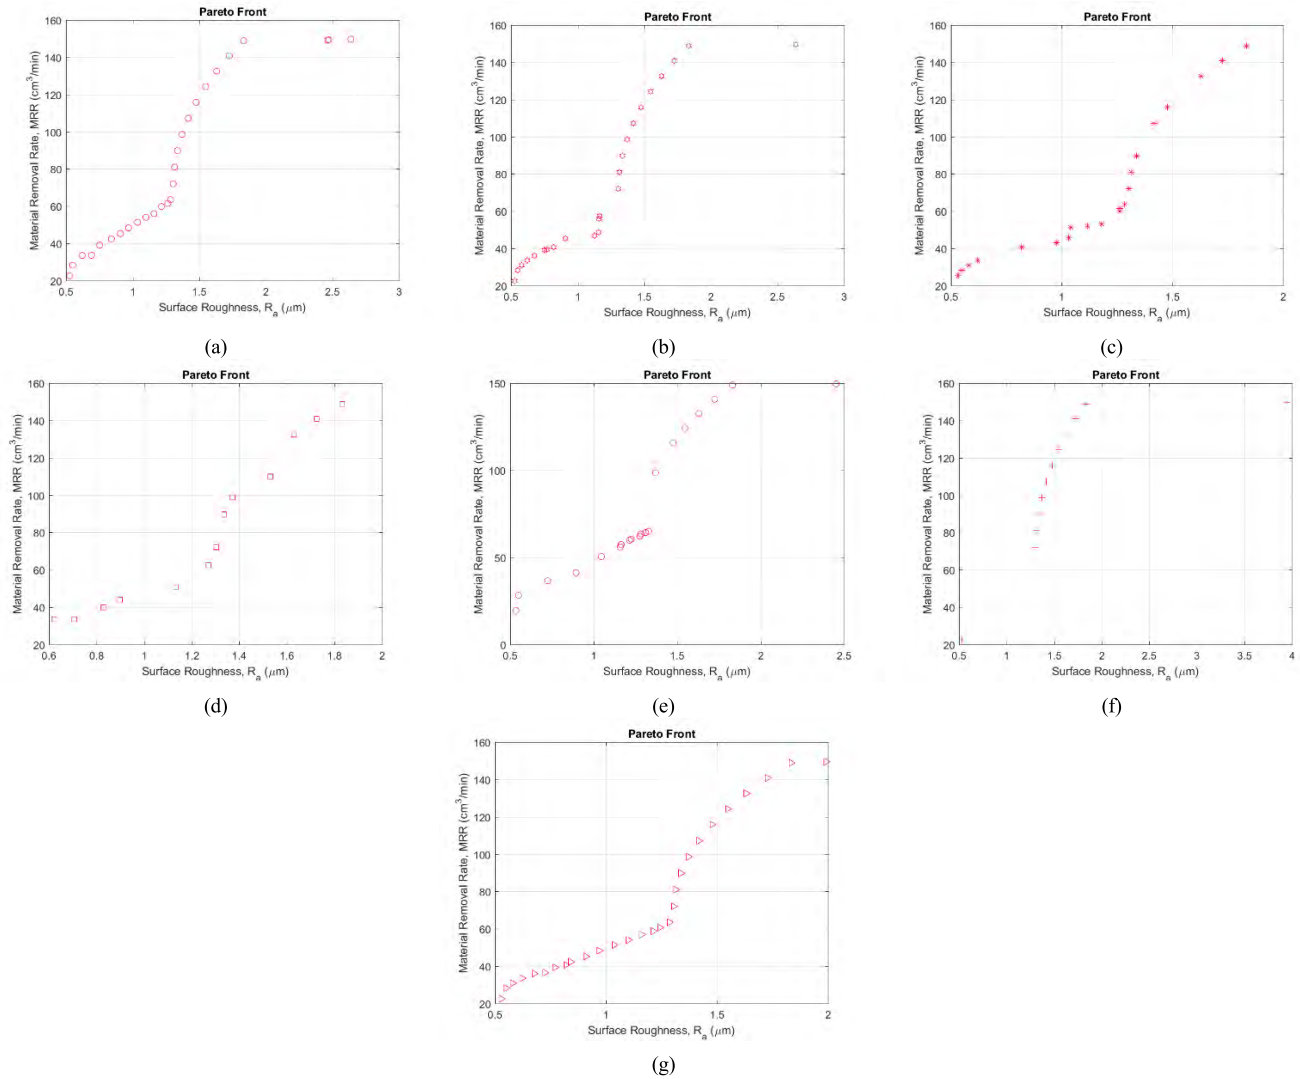 Pareto Front
Material Removal Rate, MRR (cm³/min)
160
140
120
100
80
60
40
20
0.5 1 1.5 2 2.5 3
Surface Roughness, Rₐ (μm)
(a)
Pareto Front
Material Removal Rate, MRR (cm³/min)
160
140
120
100
80
60
40
20
0.5 1 1.5 2 2.5 3
Surface Roughness, Rₐ (μm)
(b)
Pareto Front
Material Removal Rate, MRR (cm³/min)
160
140
120
100
80
60
40
20
0.5 1 1.5 2
Surface Roughness, Rₐ (μm)
(c)
Pareto Front
Material Removal Rate, MRR (cm³/min)
160
140
120
100
80
60
40
20
0.6 0.8 1 1.2 1.4 1.6 1.8 2
Surface Roughness, Rₐ (μm)
(d)
Pareto Front
Material Removal Rate, MRR (cm³/min)
150
100
50
0
0.5 1 1.5 2 2.5
Surface Roughness, Rₐ (μm)
(e)
Pareto Front
Material Removal Rate, MRR (cm³/min)
160
140
120
100
80
60
40
20
0.5 1 1.5 2 2.5 3 3.5 4
Surface Roughness, Rₐ (μm)
(f)
Pareto Front
Material Removal Rate, MRR (cm³/min)
160
140
120
100
80
60
40
20
0.5 1 1.5 2
Surface Roughness, Rₐ (μm)
(g)